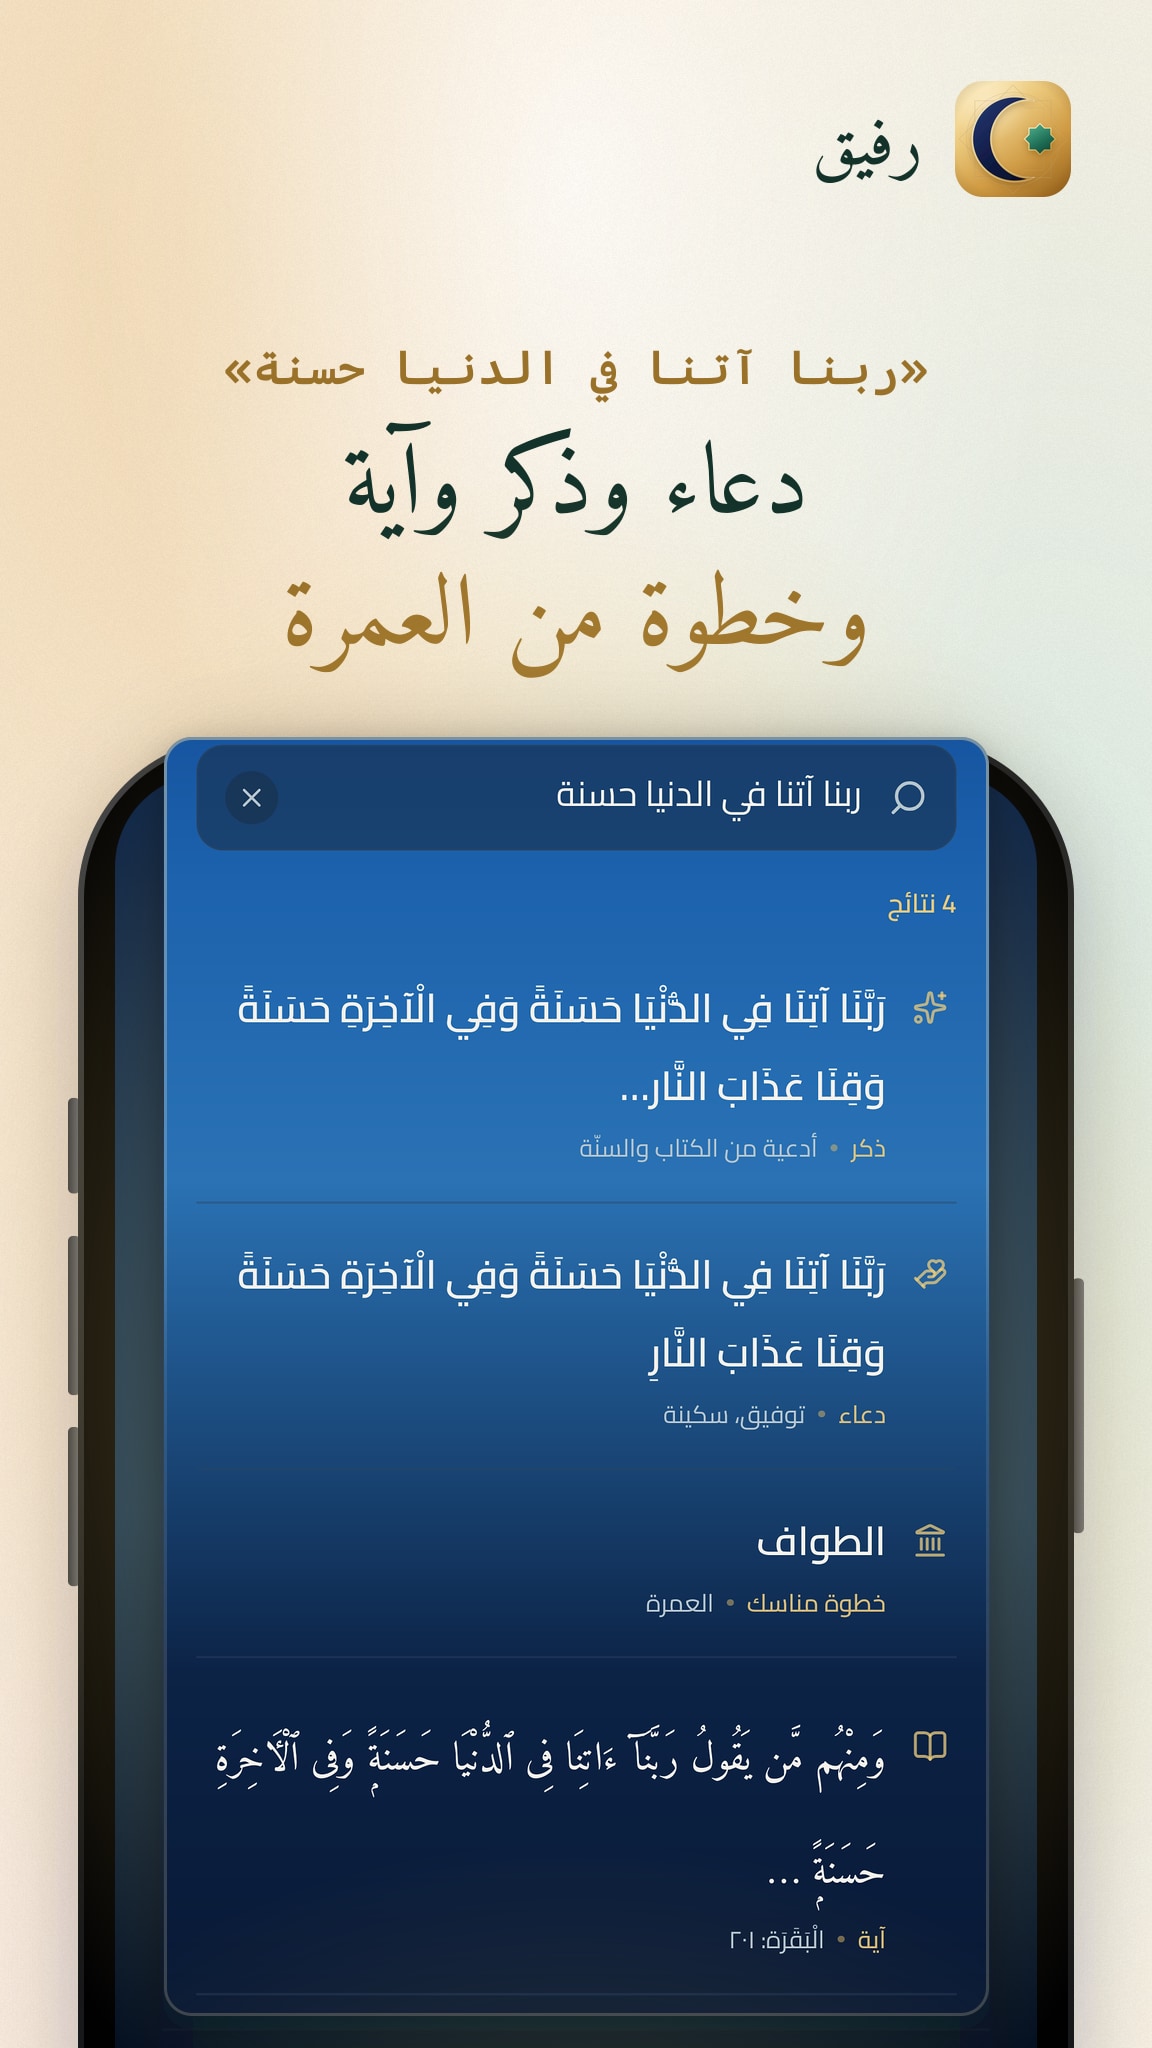 رفيق
«ربنا آتنا في الدنيا حسنة»
دعاء وذكر وآية
وخطوة من العمرة
ربنا آتنا في الدنيا حسنة
4 نتائج
رَبَّنَا آتِنَا فِي الدُّنْيَا حَسَنَةً وَفِي الْآخِرَةِ حَسَنَةً
وَقِنَا عَذَابَ النَّار...
ذكر • أدعية من الكتاب والسنّة
رَبَّنَا آتِنَا فِي الدُّنْيَا حَسَنَةً وَفِي الْآخِرَةِ حَسَنَةً
وَقِنَا عَذَابَ النَّارِ
دعاء • توفيق، سكينة
الطواف
خطوة مناسك • العمرة
وَمِنْهُم مَّن يَقُولُ رَبَّنَآ ءَاتِنَا فِى ٱلدُّنْيَا حَسَنَةًۭ وَفِى ٱلْـَٔاخِرَةِ
حَسَنَةًۭ ...
آية • الْبَقَرَة: ٢٠١